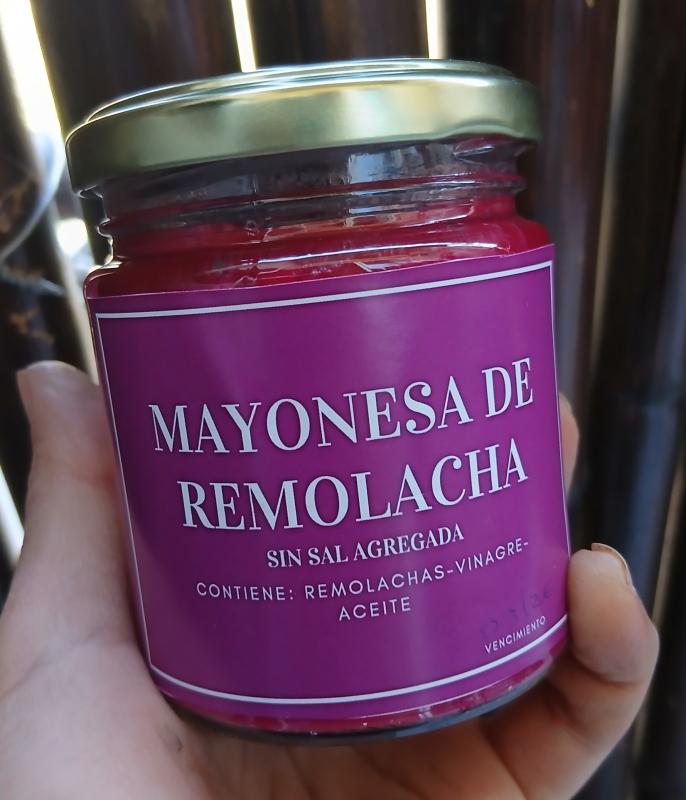 MAYONESA DE
REMOLACHA
SIN SAL AGREGADA
CONTIENE: REMOLACHAS-VINAGRE-
ACEITE
VENCIMIENTO